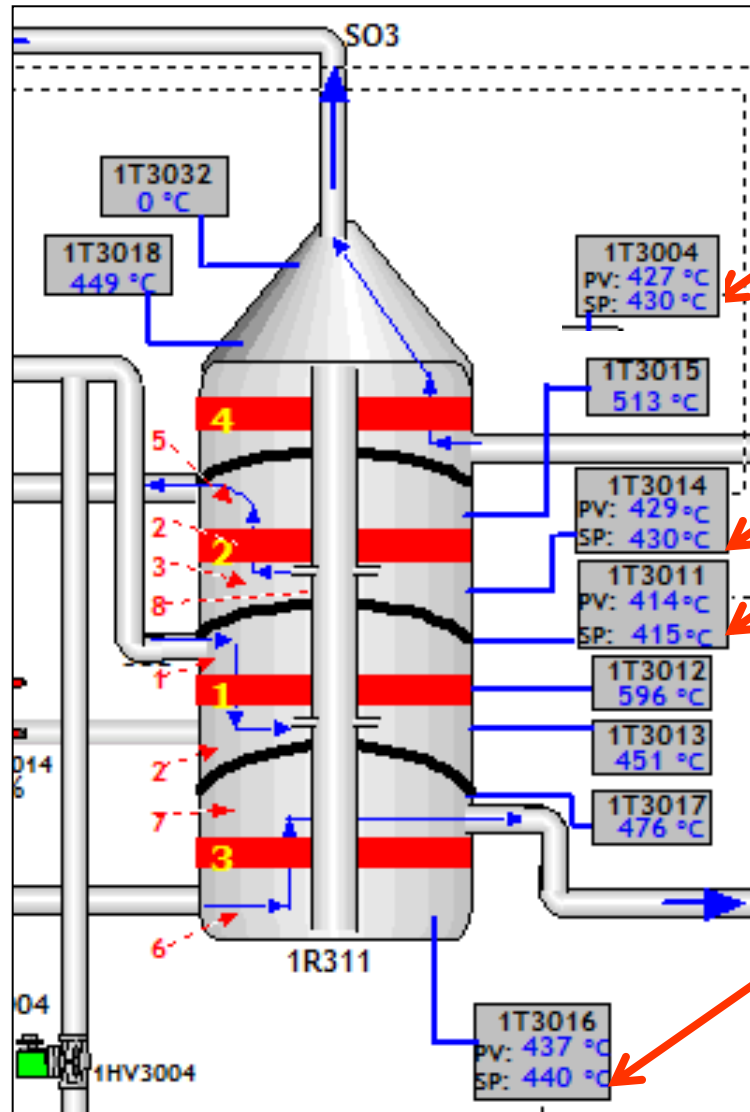 SO3
1T3032
0 °C
1T3018
449 °C
1T3004
PV: 427 °C
SP: 430 °C
1T3015
513 °C
4
5
1T3014
PV: 429 °C
SP: 430 °C
2
2
3
8
1T3011
PV: 414 °C
SP: 415 °C
1
1
1T3012
596 °C
1T3013
451 °C
2
014
%
7
1T3017
476 °C
3
6
1R311
004
1HV3004
1T3016
PV: 437 °C
SP: 440 °C